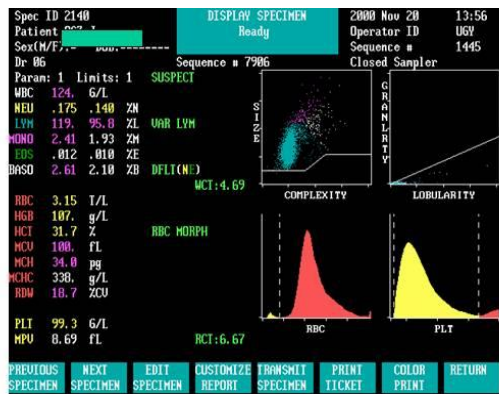 Spec ID 2140 DISPLAY SPECIMEN 2000 Nov 20 13:56
Patient Ready Operator ID UGY
Sex(M/F): DOB:-------- Sequence # 1445
Dr 06 Sequence # 7906 Closed Sampler
Param: 1 Limits: 1 SUSPECT
WBC 124. G/L
NEU .175 .140 %N
LYM 119. 95.8 %L VAR LYM
MONO 2.41 1.93 %M
EOS .012 .010 %E
BASO 2.61 2.10 %B DFLT(NE)
WCT:4.69
SIZE
COMPLEXITY
GRANLRTY
LOBULARITY
RBC 3.15 T/L
HGB 107. g/L
HCT 31.7 % RBC MORPH
MCV 100. fL
MCH 34.0 pg
MCHC 338. g/L
RDW 18.7 %CV
PLT 99.3 G/L
MPV 8.69 fL RCT:6.67
RBC
PLT
PREVIOUS SPECIMEN
NEXT SPECIMEN
EDIT SPECIMEN
CUSTOMIZE REPORT
TRANSMIT SPECIMEN
PRINT TICKET
COLOR PRINT
RETURN